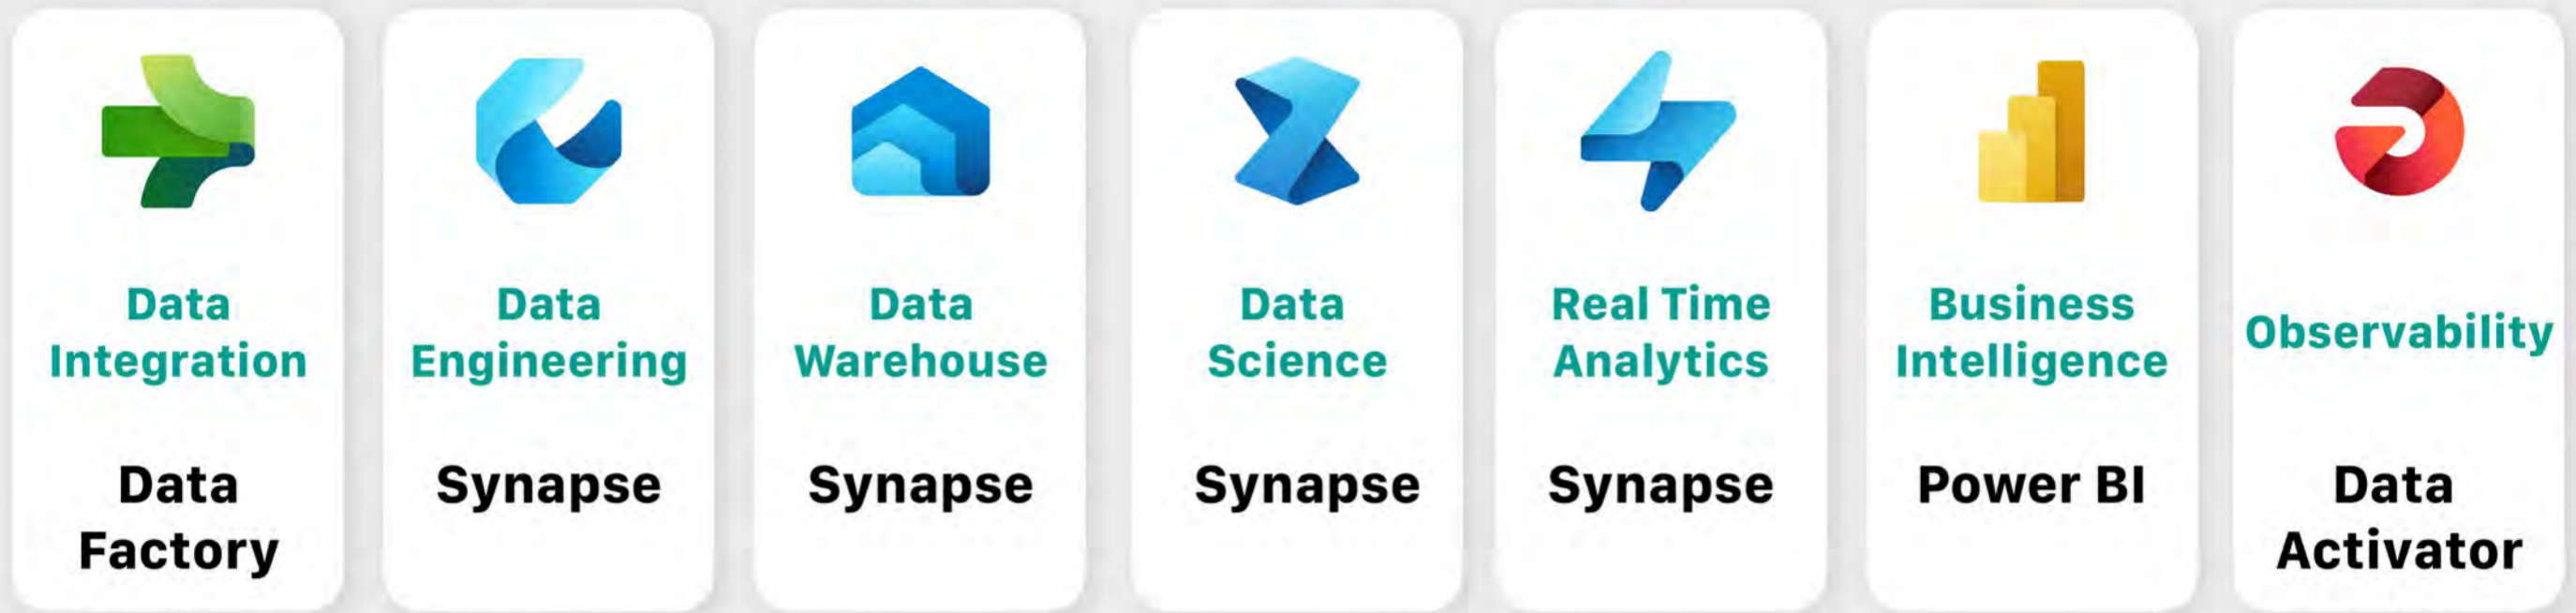 Data
Integration
Data
Factory
Data
Engineering
Synapse
Data
Warehouse
Synapse
Data
Science
Synapse
Real Time
Analytics
Synapse
Business
Intelligence
Power BI
Observability
Data
Activator